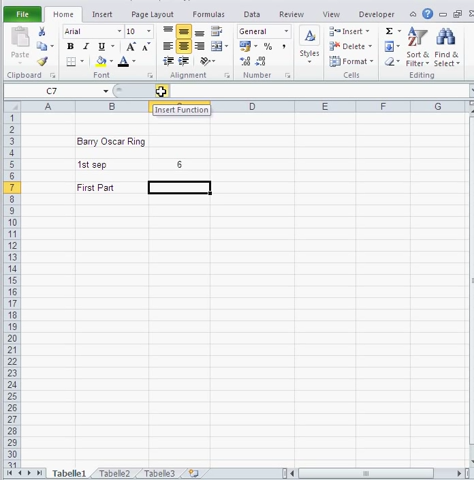 File Home Insert Page Layout Formulas Data Review View Developer
Arial 10 General Insert Σ
Paste B I U Styles Delete Sort & Find &
A % Format Filter Select
Clipboard Font Alignment Number Cells Editing
C7
Insert Function
A B C D E F G
1
2
3 Barry Oscar Ring
4
5 1st sep 6
6
7 First Part
8
9
10
11
12
13
14
15
16
17
18
19
20
21
22
23
24
25
26
27
28
29
30
31
Tabelle1 Tabelle2 Tabelle3